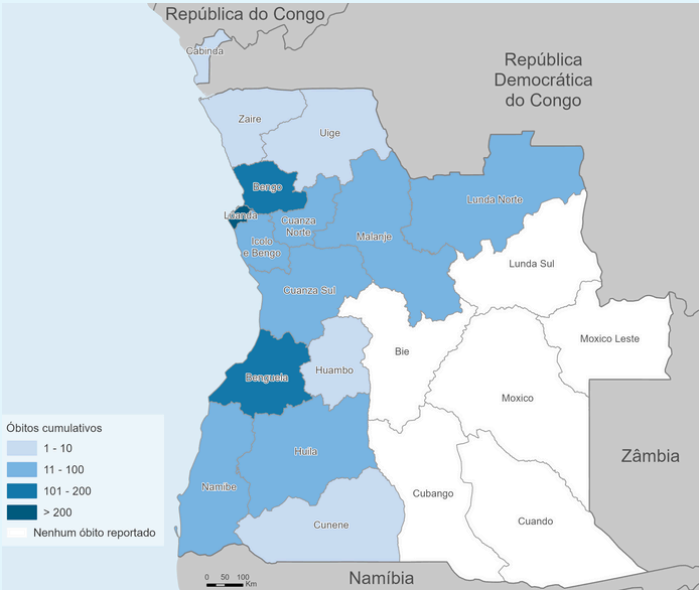 República do Congo
Cabinda
República
Democrática
do Congo
Zaire
Uige
Bengo
Lunda Norte
Luanda
Cuanza
Norte
Malanje
Icolo
e Bengo
Lunda Sul
Cuanza Sul
Moxico Leste
Bie
Huambo
Benguela
Moxico
Óbitos cumulativos
1 - 10
11 - 100
101 - 200
> 200
Nenhum óbito reportado
Huila
Zâmbia
Namibe
Cubango
Cuando
Cunene
0 50 100
Km
Namíbia